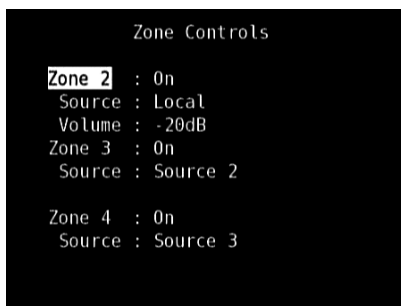 Zone Controls
Zone 2 : On
Source : Local
Volume : -20dB
Zone 3 : On
Source : Source 2
Zone 4 : On
Source : Source 3